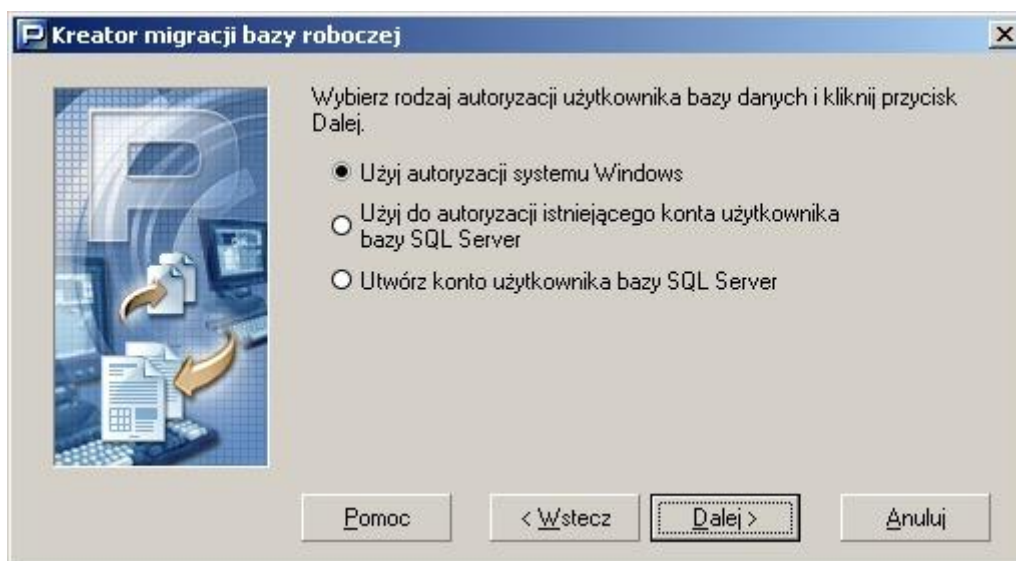 Kreator migracji bazy roboczej
Wybierz rodzaj autoryzacji użytkownika bazy danych i kliknij przycisk
Dalej.
Użyj autoryzacji systemu Windows
Użyj do autoryzacji istniejącego konta użytkownika
bazy SQL Server
Utwórz konto użytkownika bazy SQL Server
P
Pomoc
< Wstecz
Dalej >
Anuluj